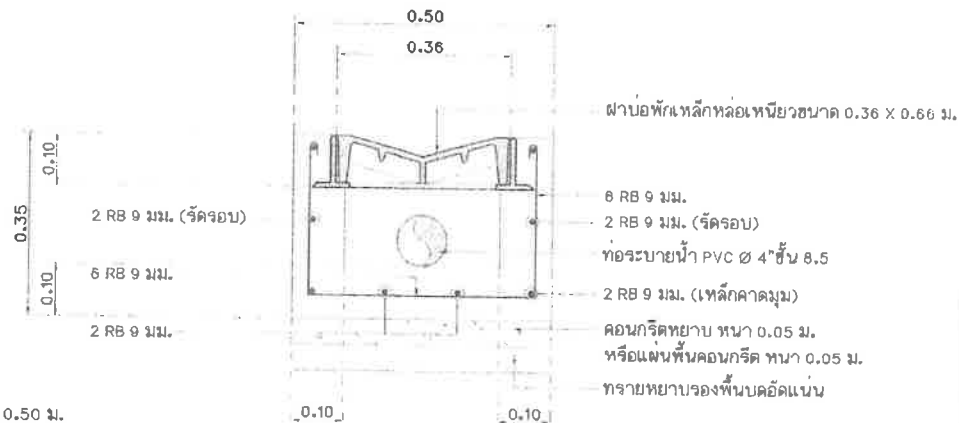 0.50
0.36
ฝาบ่อพักเหล็กหล่อเหนียวขนาด 0.36 X 0.66 ม.
0.10
0.35
6 RB 9 มม.
2 RB 9 มม. (รัดรอบ)
2 RB 9 มม. (รัดรอบ)
ท่อระบายน้ำ PVC Ø 4"ชั้น 8.5
6 RB 9 มม.
0.10
2 RB 9 มม. (เหล็กคาดมุม)
2 RB 9 มม.
คอนกรีตหยาบ หนา 0.05 ม.
หรือแผ่นพื้นคอนกรีต หนา 0.05 ม.
ทรายหยาบรองพื้นบดอัดแน่น
0.50 ม.
0.10
0.10